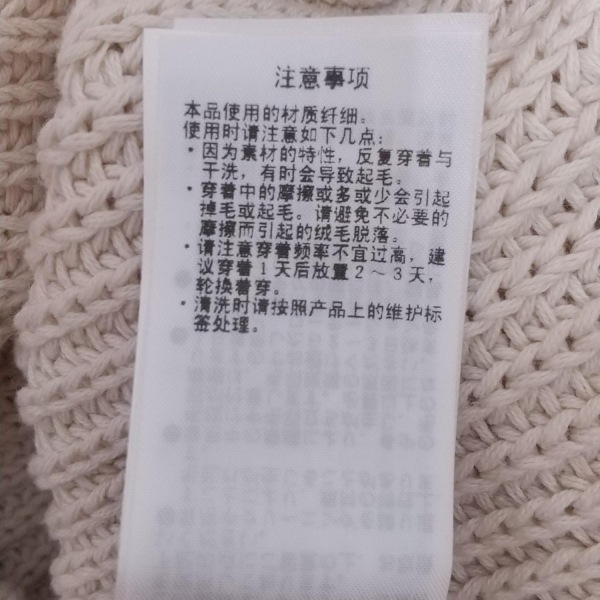 注意事项
本品使用的材质纤细。
使用时请注意如下几点：
・因为素材的特性，反复穿着与
干洗，有时会导致起毛。
・穿着中的摩擦或多或少会引起
掉毛或起毛。请避免不必要的
摩擦而引起的绒毛脱落。
・请注意穿着频率不宜过高，建
议穿着1天后放置2～3天，
轮换着穿。
・清洗时请按照产品上的维护标
签处理。